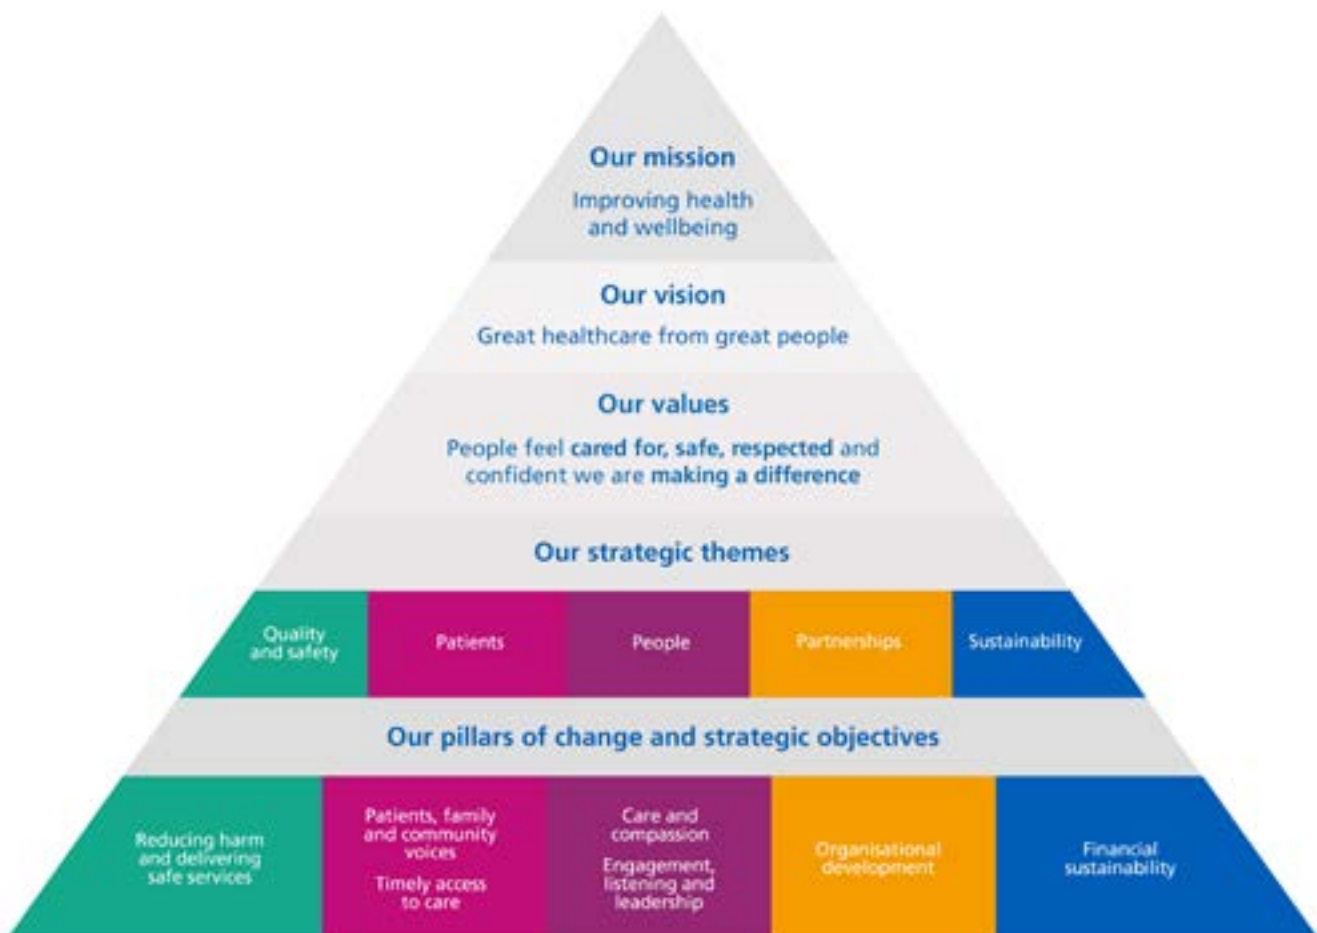 Our mission
Improving health
and wellbeing
Our vision
Great healthcare from great people
Our values
People feel cared for, safe, respected and
confident we are making a difference
Our strategic themes
Quality
and safety
Patients
People
Partnerships
Sustainability
Our pillars of change and strategic objectives
Reducing harm
and delivering
safe services
Patients, family
and community
voices
Timely access
to care
Care and
compassion
Engagement,
listening and
leadership
Organisational
development
Financial
sustainability